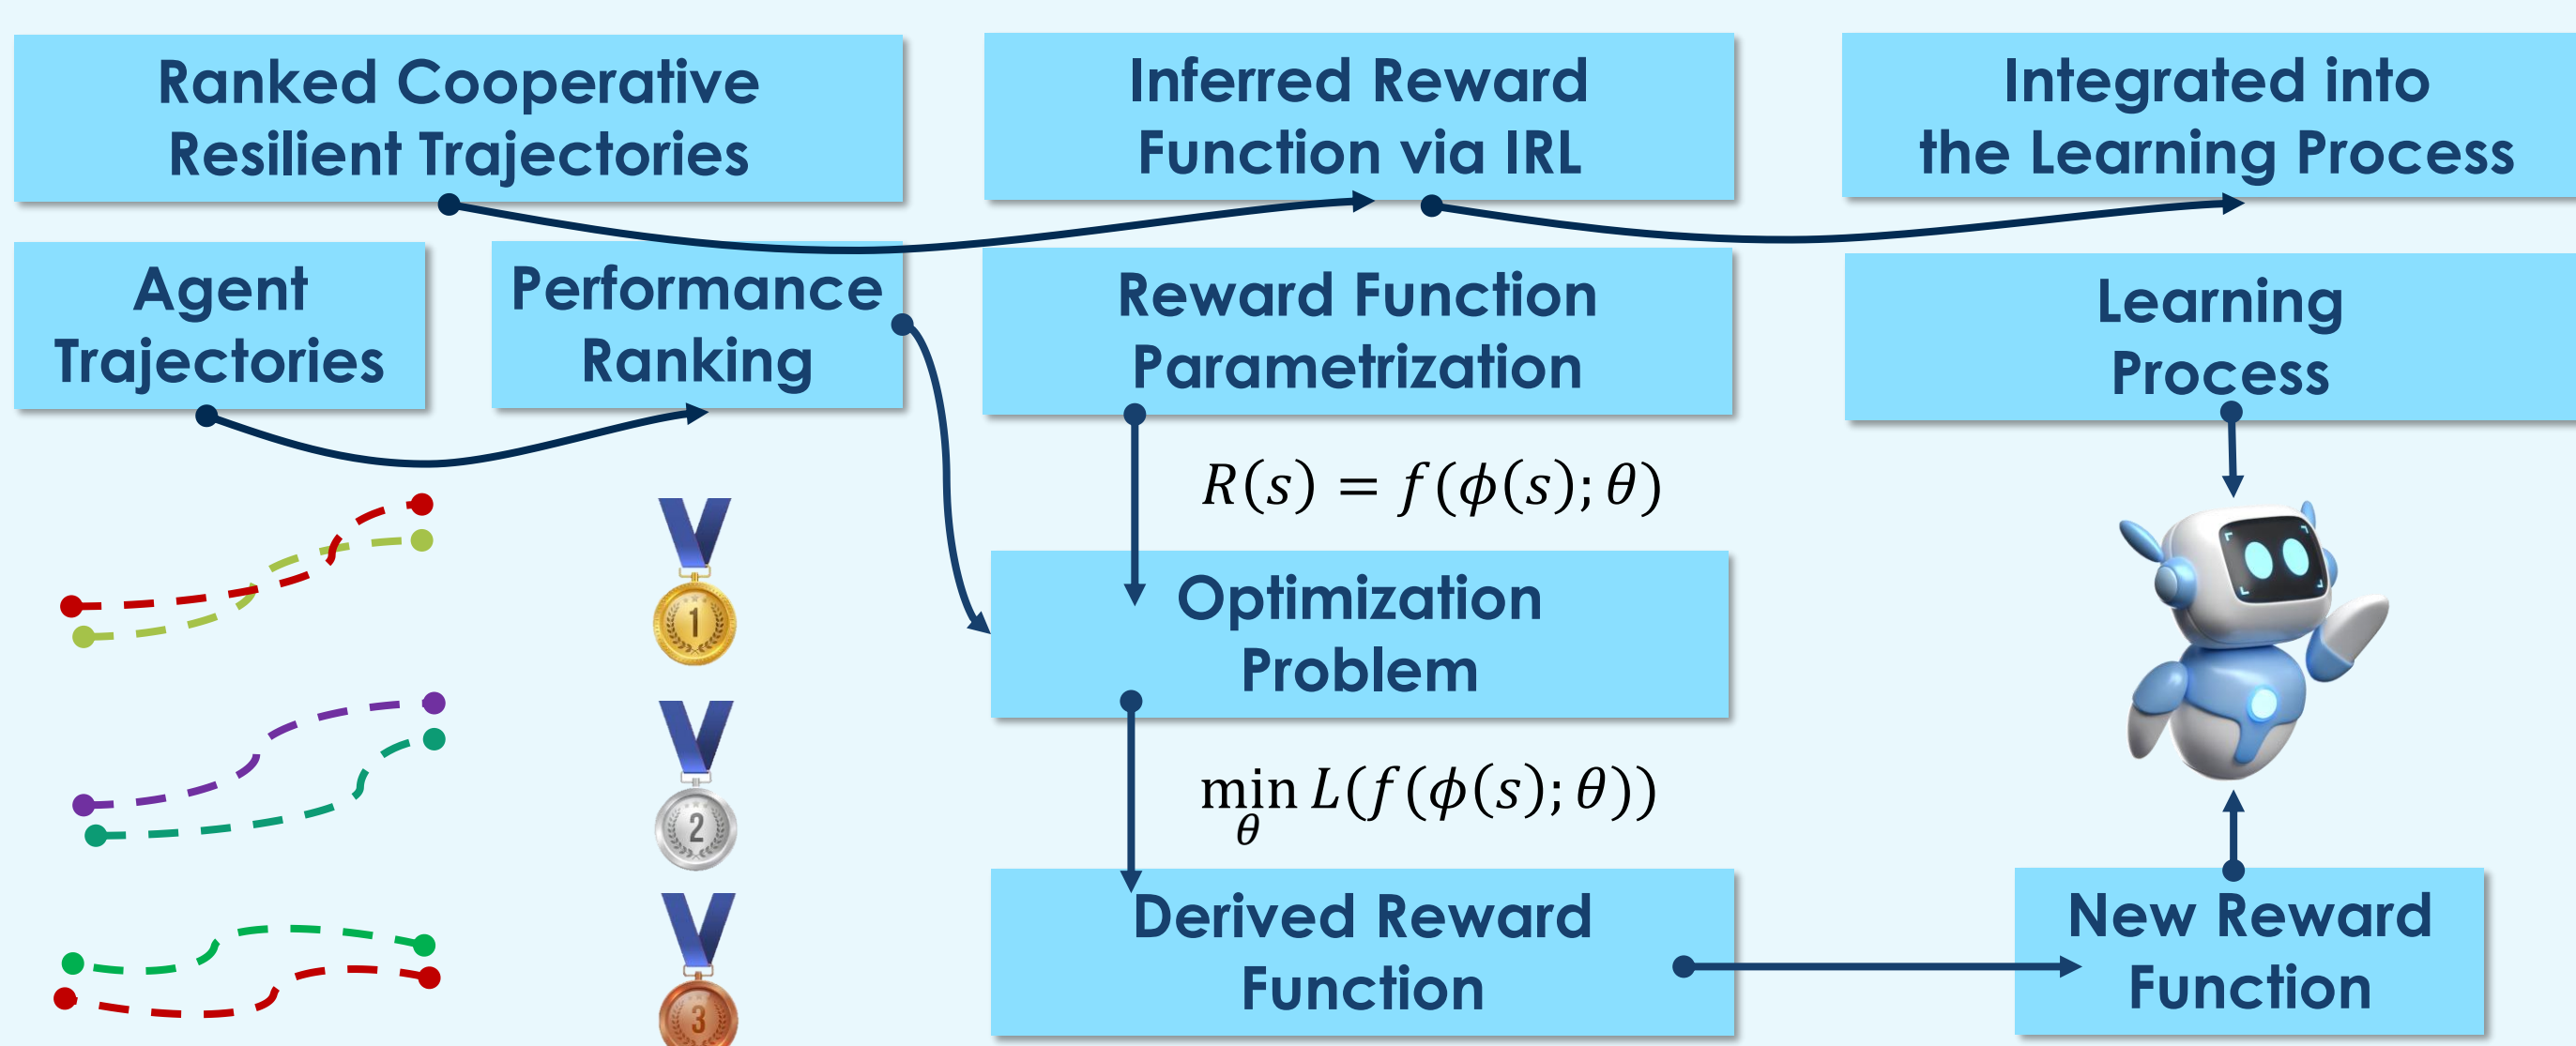 Ranked Cooperative
Resilient Trajectories
Inferred Reward
Function via IRL
Integrated into
the Learning Process
Agent
Trajectories
Performance
Ranking
Reward Function
Parametrization
Learning
Process
R(s) = f(ϕ(s); θ)
1
Optimization
Problem
2
min L(f(ϕ(s); θ))
θ
3
Derived Reward
Function
New Reward
Function